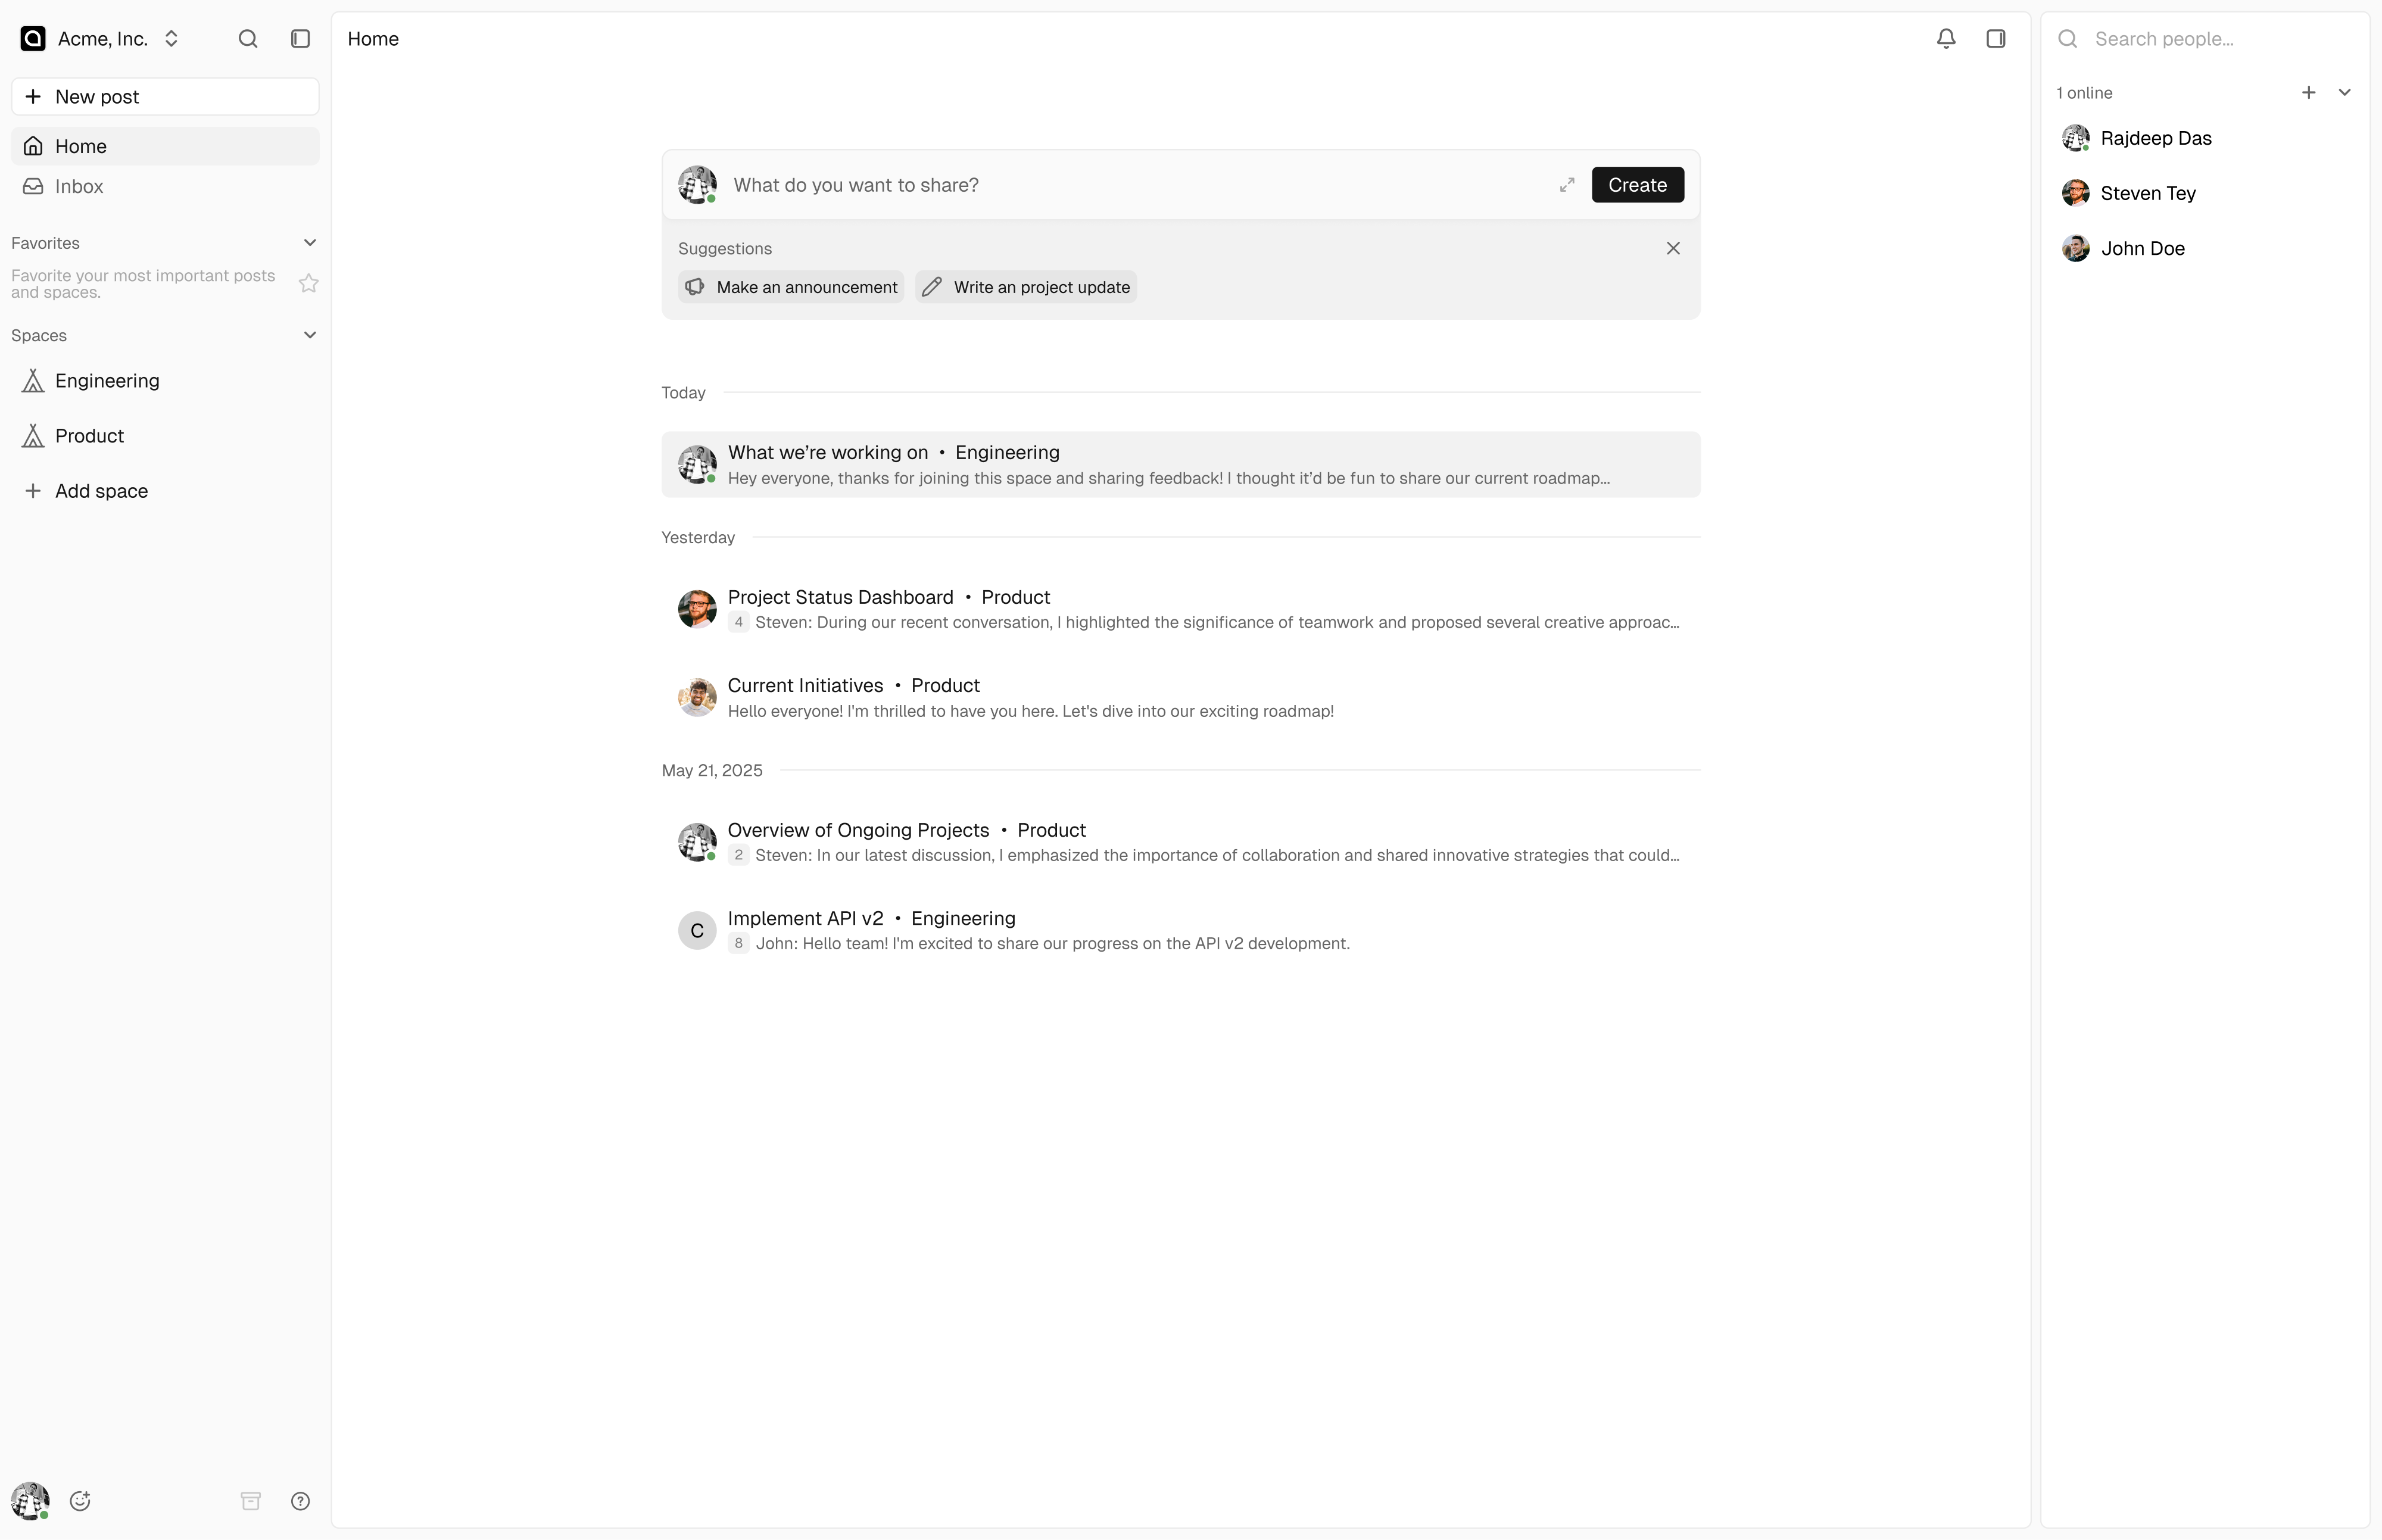 Acme, Inc.
New post
Home
Inbox
Favorites
Favorite your most important posts
and spaces.
Spaces
Engineering
Product
Add space
Home
What do you want to share?
Create
Suggestions
Make an announcement
Write an project update
Today
What we’re working on • Engineering
Hey everyone, thanks for joining this space and sharing feedback! I thought it’d be fun to share our current roadmap...
Yesterday
Project Status Dashboard • Product
4 Steven: During our recent conversation, I highlighted the significance of teamwork and proposed several creative approac...
Current Initiatives • Product
Hello everyone! I'm thrilled to have you here. Let's dive into our exciting roadmap!
May 21, 2025
Overview of Ongoing Projects • Product
2 Steven: In our latest discussion, I emphasized the importance of collaboration and shared innovative strategies that could...
C
Implement API v2 • Engineering
8 John: Hello team! I'm excited to share our progress on the API v2 development.
Search people...
1 online
Rajdeep Das
Steven Tey
John Doe